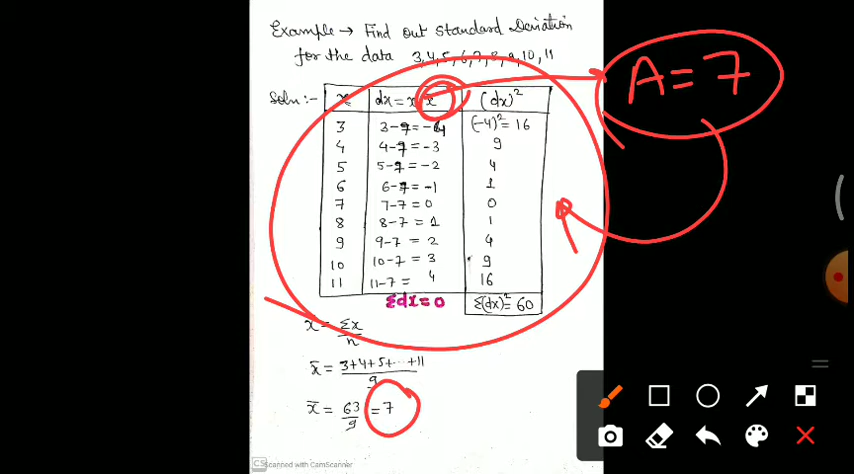 Example → Find out Standard Deviation
for the data 3,4,5,6,7,8,9,10,11
Soln :-
x dx = x x̄ (dx)²
3 3-7=-4 (-4)²=16
4 4-7=-3 9
5 5-7=-2 4
6 6-7=-1 1
7 7-7=0 0
8 8-7=1 1
9 9-7=2 4
10 10-7=3 9
11 11-7=4 16
Σdx=0 Σ(dx)²=60
x̄ = Σx/n
x̄ = 3+4+5+...+11/9
x̄ = 63/9 = 7
A=7
CS Scanned with CamScanner